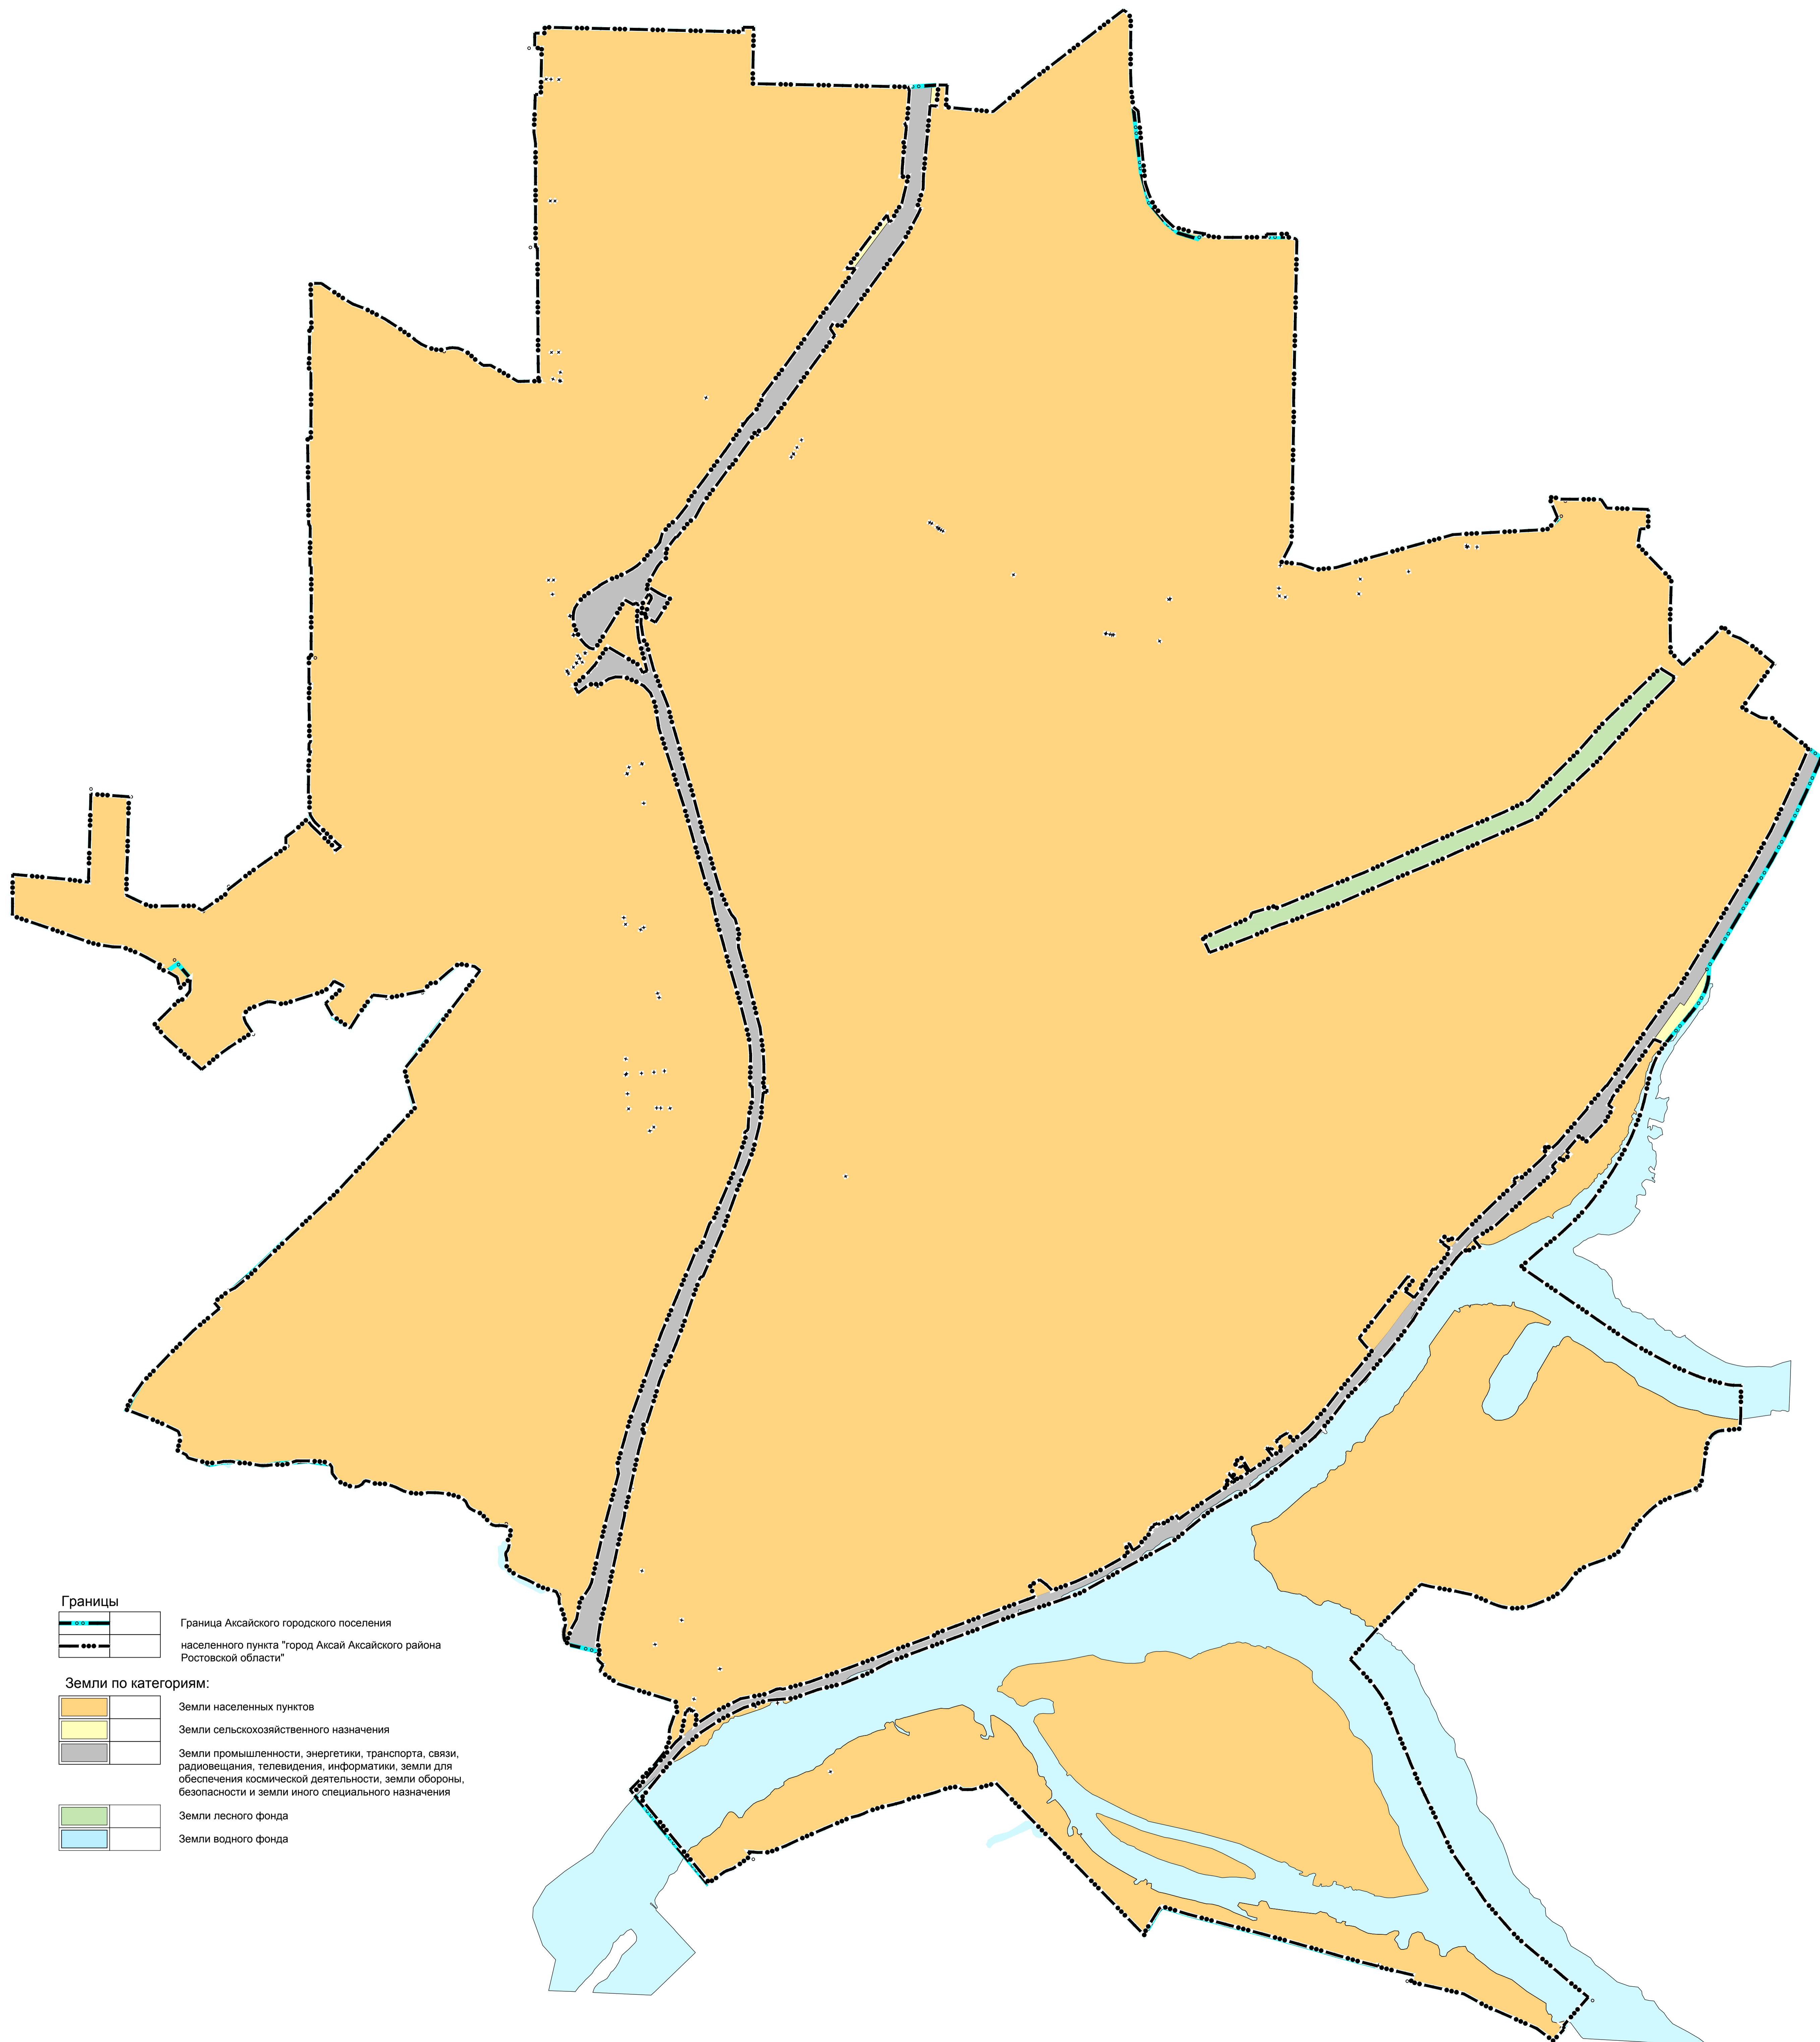 Границы
Граница Аксайского городского поселения
населенного пункта "город Аксай Аксайского района
Ростовской области"
Земли по категориям:
Земли населенных пунктов
Земли сельскохозяйственного назначения
Земли промышленности, энергетики, транспорта, связи,
радиовещания, телевидения, информатики, земли для
обеспечения космической деятельности, земли обороны,
безопасности и земли иного специального назначения
Земли лесного фонда
Земли водного фонда